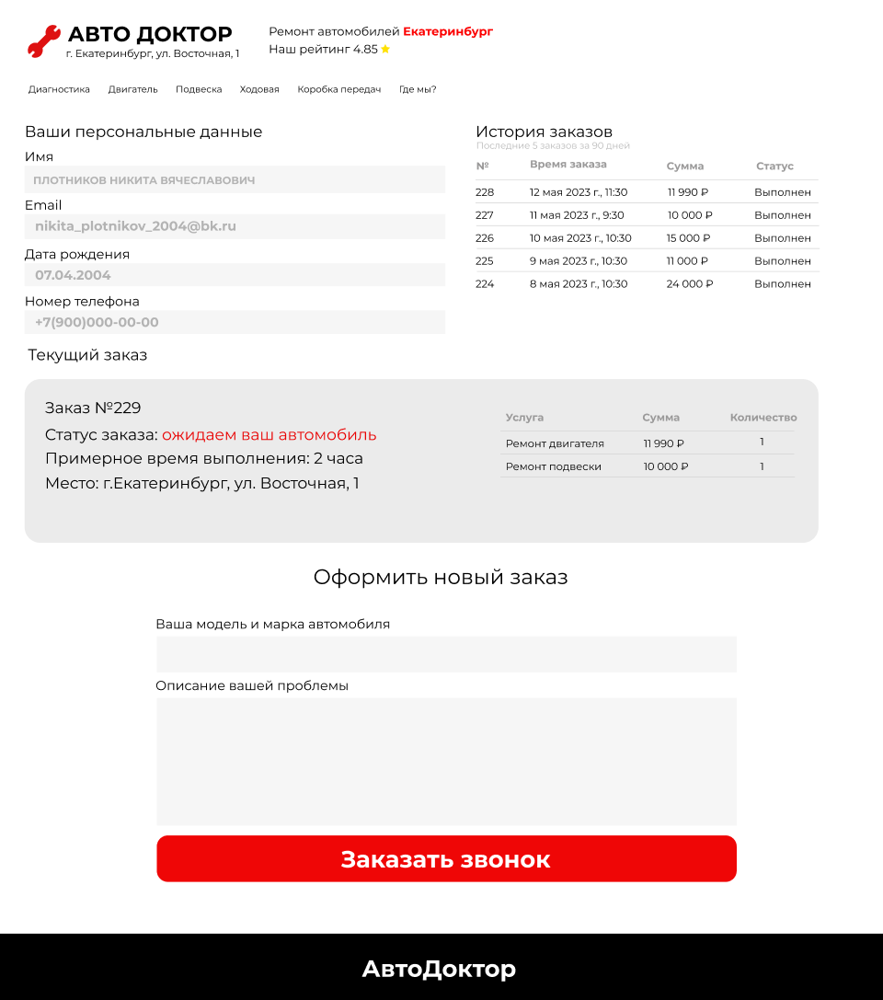 АВТО ДОКТОР
г. Екатеринбург, ул. Восточная, 1
Ремонт автомобилей Екатеринбург
Наш рейтинг 4.85
Диагностика Двигатель Подвеска Ходовая Коробка передач Где мы?
Ваши персональные данные
Имя
ПЛОТНИКОВ НИКИТА ВЯЧЕСЛАВОВИЧ
Email
nikita_plotnikov_2004@bk.ru
Дата рождения
07.04.2004
Номер телефона
+7(900)000-00-00
История заказов
Последние 5 заказов за 90 дней
№ Время заказа Сумма Статус
228 12 мая 2023 г., 11:30 11 990 ₽ Выполнен
227 11 мая 2023 г., 9:30 10 000 ₽ Выполнен
226 10 мая 2023 г., 10:30 15 000 ₽ Выполнен
225 9 мая 2023 г., 10:30 11 000 ₽ Выполнен
224 8 мая 2023 г., 10:30 24 000 ₽ Выполнен
Текущий заказ
Заказ №229
Статус заказа: ожидаем ваш автомобиль
Примерное время выполнения: 2 часа
Место: г.Екатеринбург, ул. Восточная, 1
Услуга Сумма Количество
Ремонт двигателя 11 990 ₽ 1
Ремонт подвески 10 000 ₽ 1
Оформить новый заказ
Ваша модель и марка автомобиля
Описание вашей проблемы
Заказать звонок
АвтоДоктор